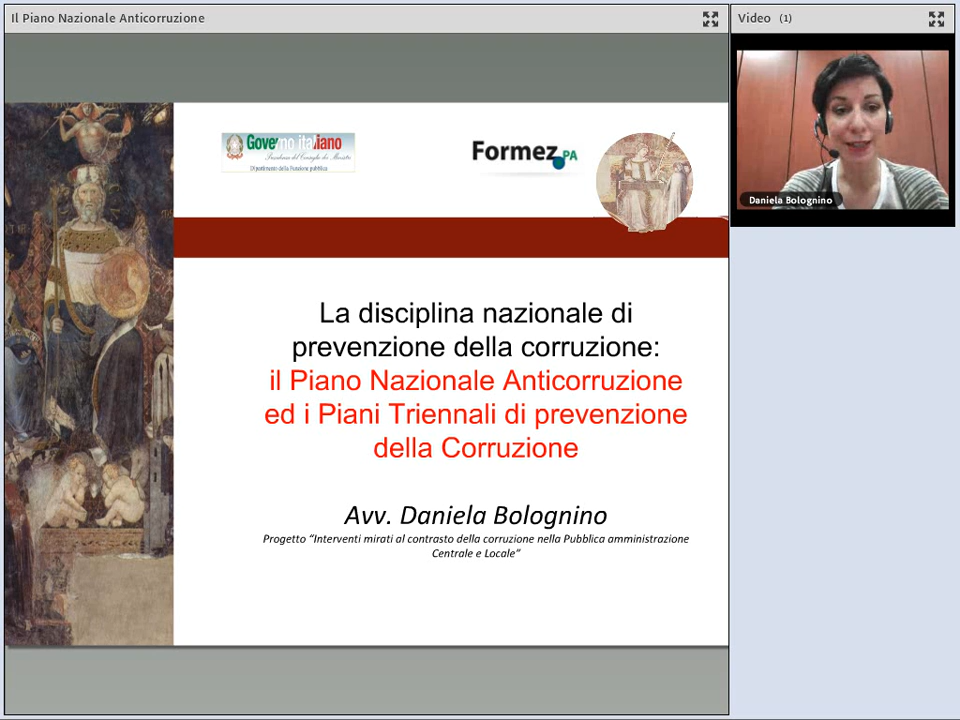 Il Piano Nazionale Anticorruzione
Video (1)
Governo italiano
Presidenza del Consiglio dei Ministri
Dipartimento della Funzione pubblica
Formez PA
Daniela Bolognino
La disciplina nazionale di
prevenzione della corruzione:
il Piano Nazionale Anticorruzione
ed i Piani Triennali di prevenzione
della Corruzione
Avv. Daniela Bolognino
Progetto “Interventi mirati al contrasto della corruzione nella Pubblica amministrazione
Centrale e Locale”